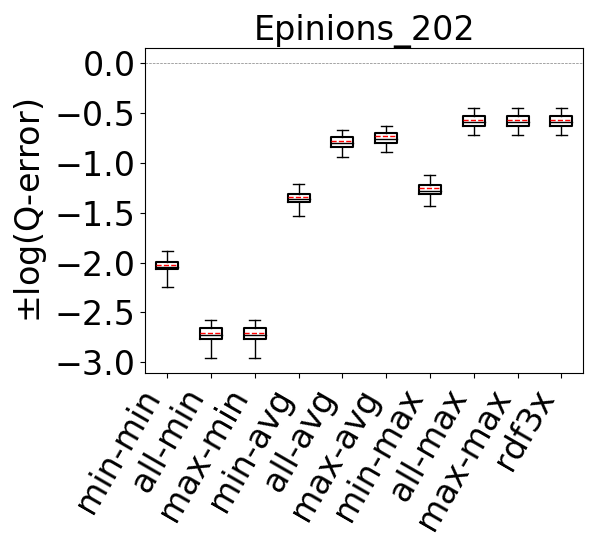 Epinions_202
±log(Q-error)
0.0
−0.5
−1.0
−1.5
−2.0
−2.5
−3.0
min-min
all-min
max-min
min-avg
all-avg
max-avg
min-max
all-max
max-max
rdf3x